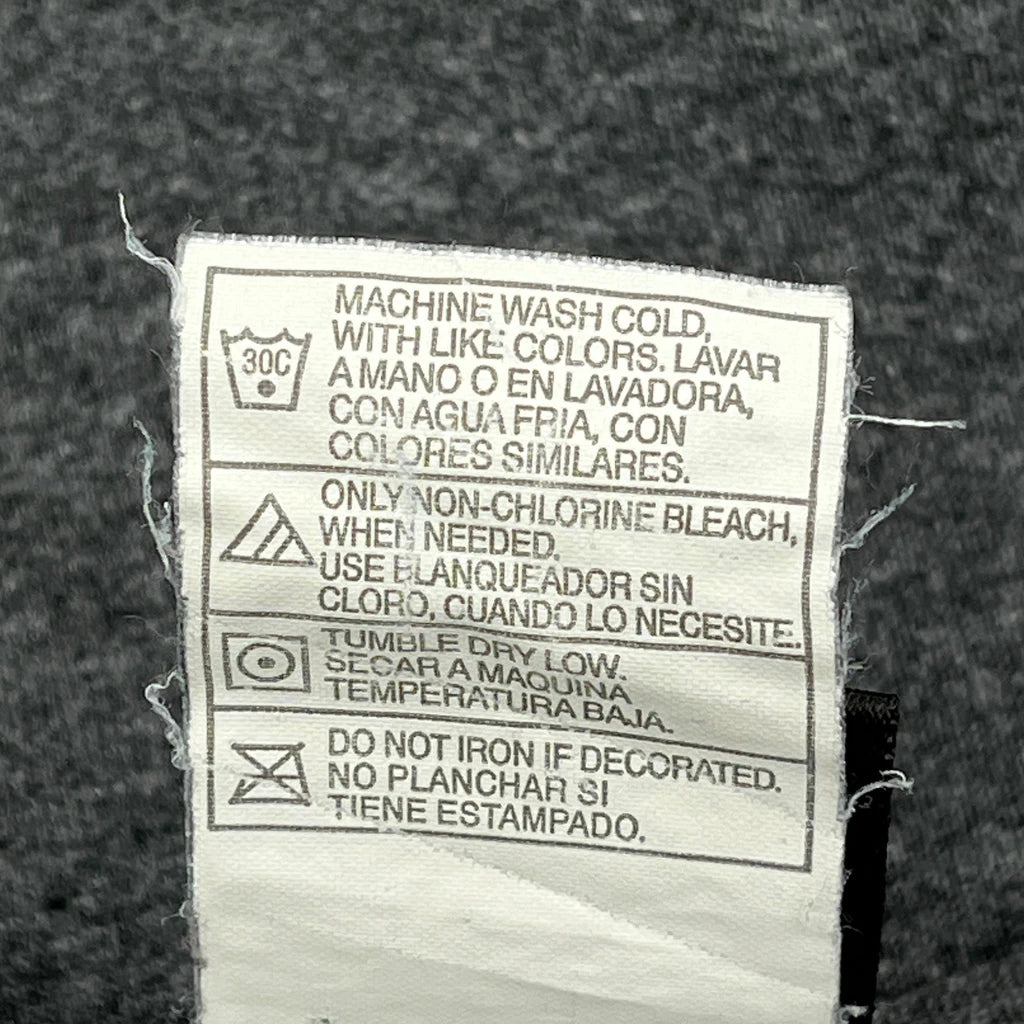 30C
MACHINE WASH COLD,
WITH LIKE COLORS. LAVAR
A MANO O EN LAVADORA,
CON AGUA FRIA, CON
COLORES SIMILARES.
ONLY NON-CHLORINE BLEACH,
WHEN NEEDED.
USE BLANQUEADOR SIN
CLORO, CUANDO LO NECESITE.
TUMBLE DRY LOW.
SECAR A MAQUINA
TEMPERATURA BAJA.
DO NOT IRON IF DECORATED.
NO PLANCHAR SI
TIENE ESTAMPADO.